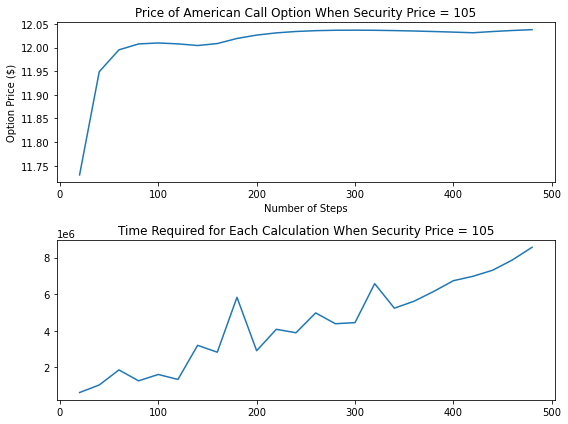 Price of American Call Option When Security Price = 105
12.05
12.00
11.95
11.90
11.85
11.80
11.75
Option Price ($)
0 100 200 300 400 500
Number of Steps
Time Required for Each Calculation When Security Price = 105
1e6
8
6
4
2
0 100 200 300 400 500